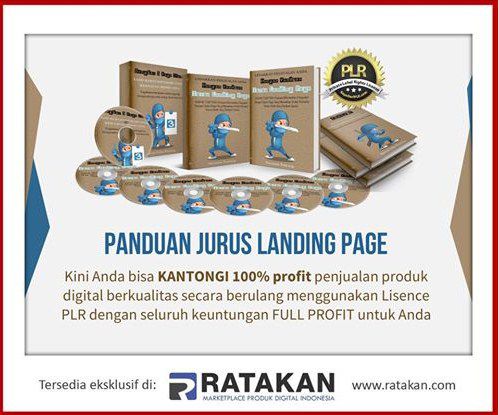 PLR
PANDUAN JURUS LANDING PAGE
Kini Anda bisa KANTONGI 100% profit penjualan produk
digital berkualitas secara berulang menggunakan Lisence
PLR dengan seluruh keuntungan FULL PROFIT untuk Anda
Tersedia eksklusif di:
RATAKAN
MARKETPLACE PRODUK DIGITAL INDONESIA
www.ratakan.com